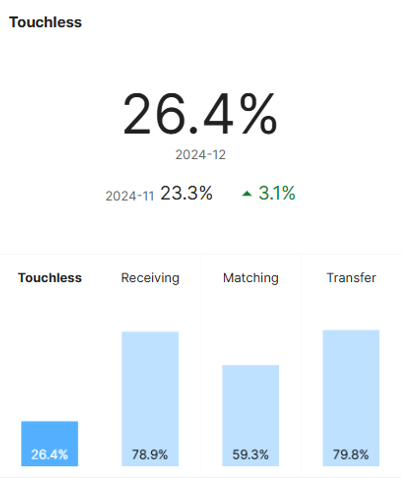 Touchless
26.4%
2024-12
2024-11 23.3% 3.1%
Touchless Receiving Matching Transfer
26.4% 78.9% 59.3% 79.8%